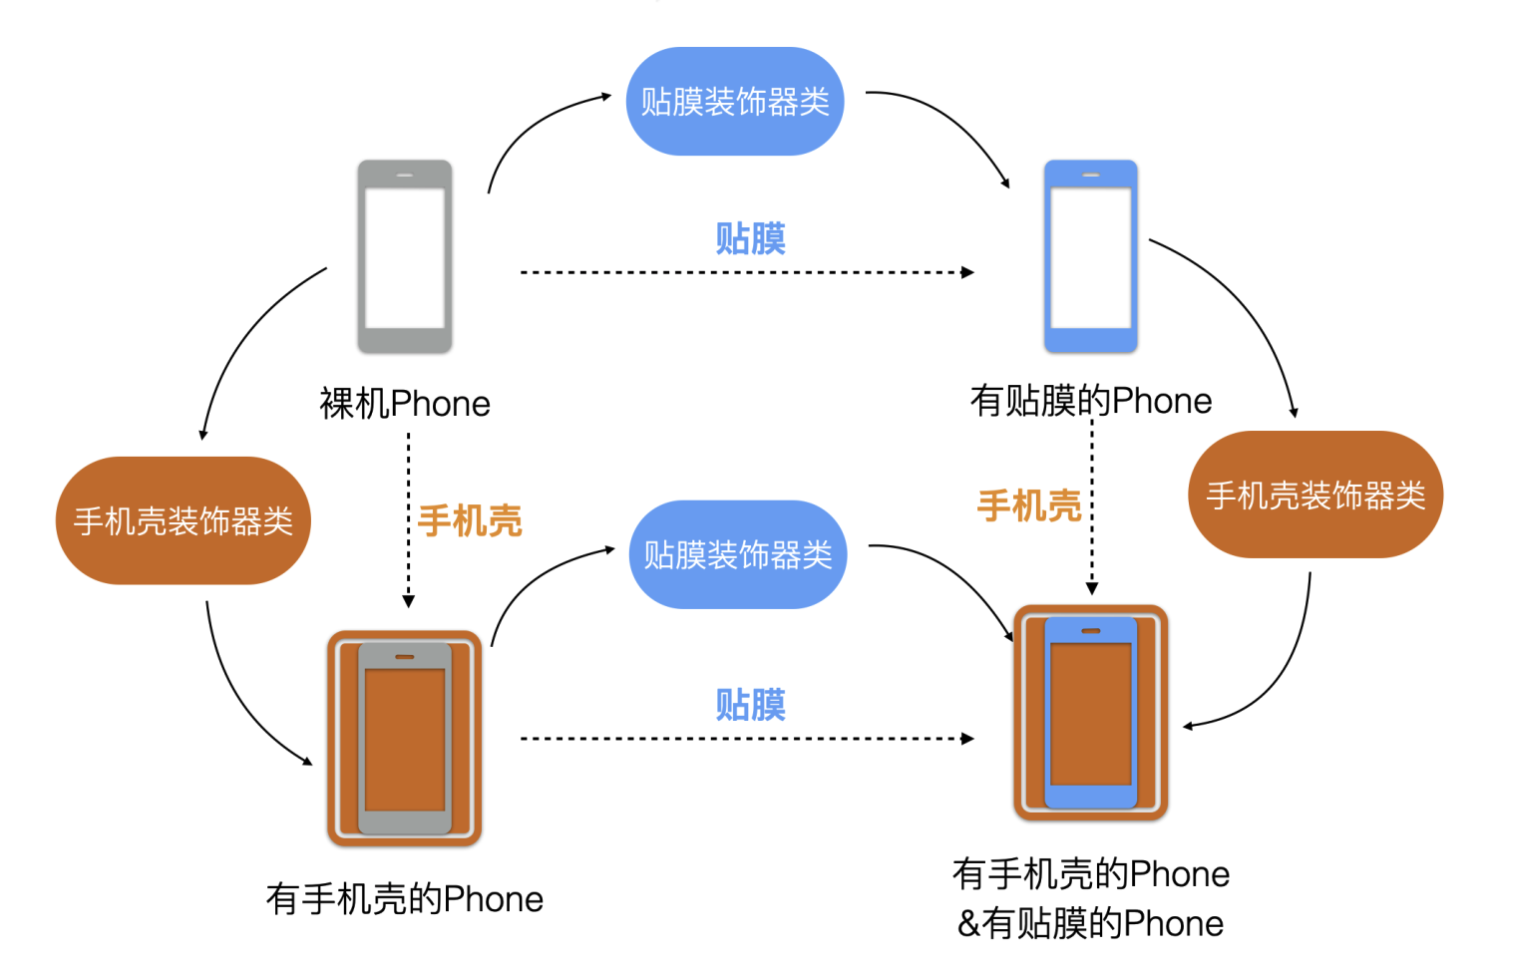 贴膜装饰器类
贴膜
裸机Phone
有贴膜的Phone
手机壳装饰器类
手机壳
贴膜装饰器类
手机壳
手机壳装饰器类
贴膜
有手机壳的Phone
有手机壳的Phone
&有贴膜的Phone